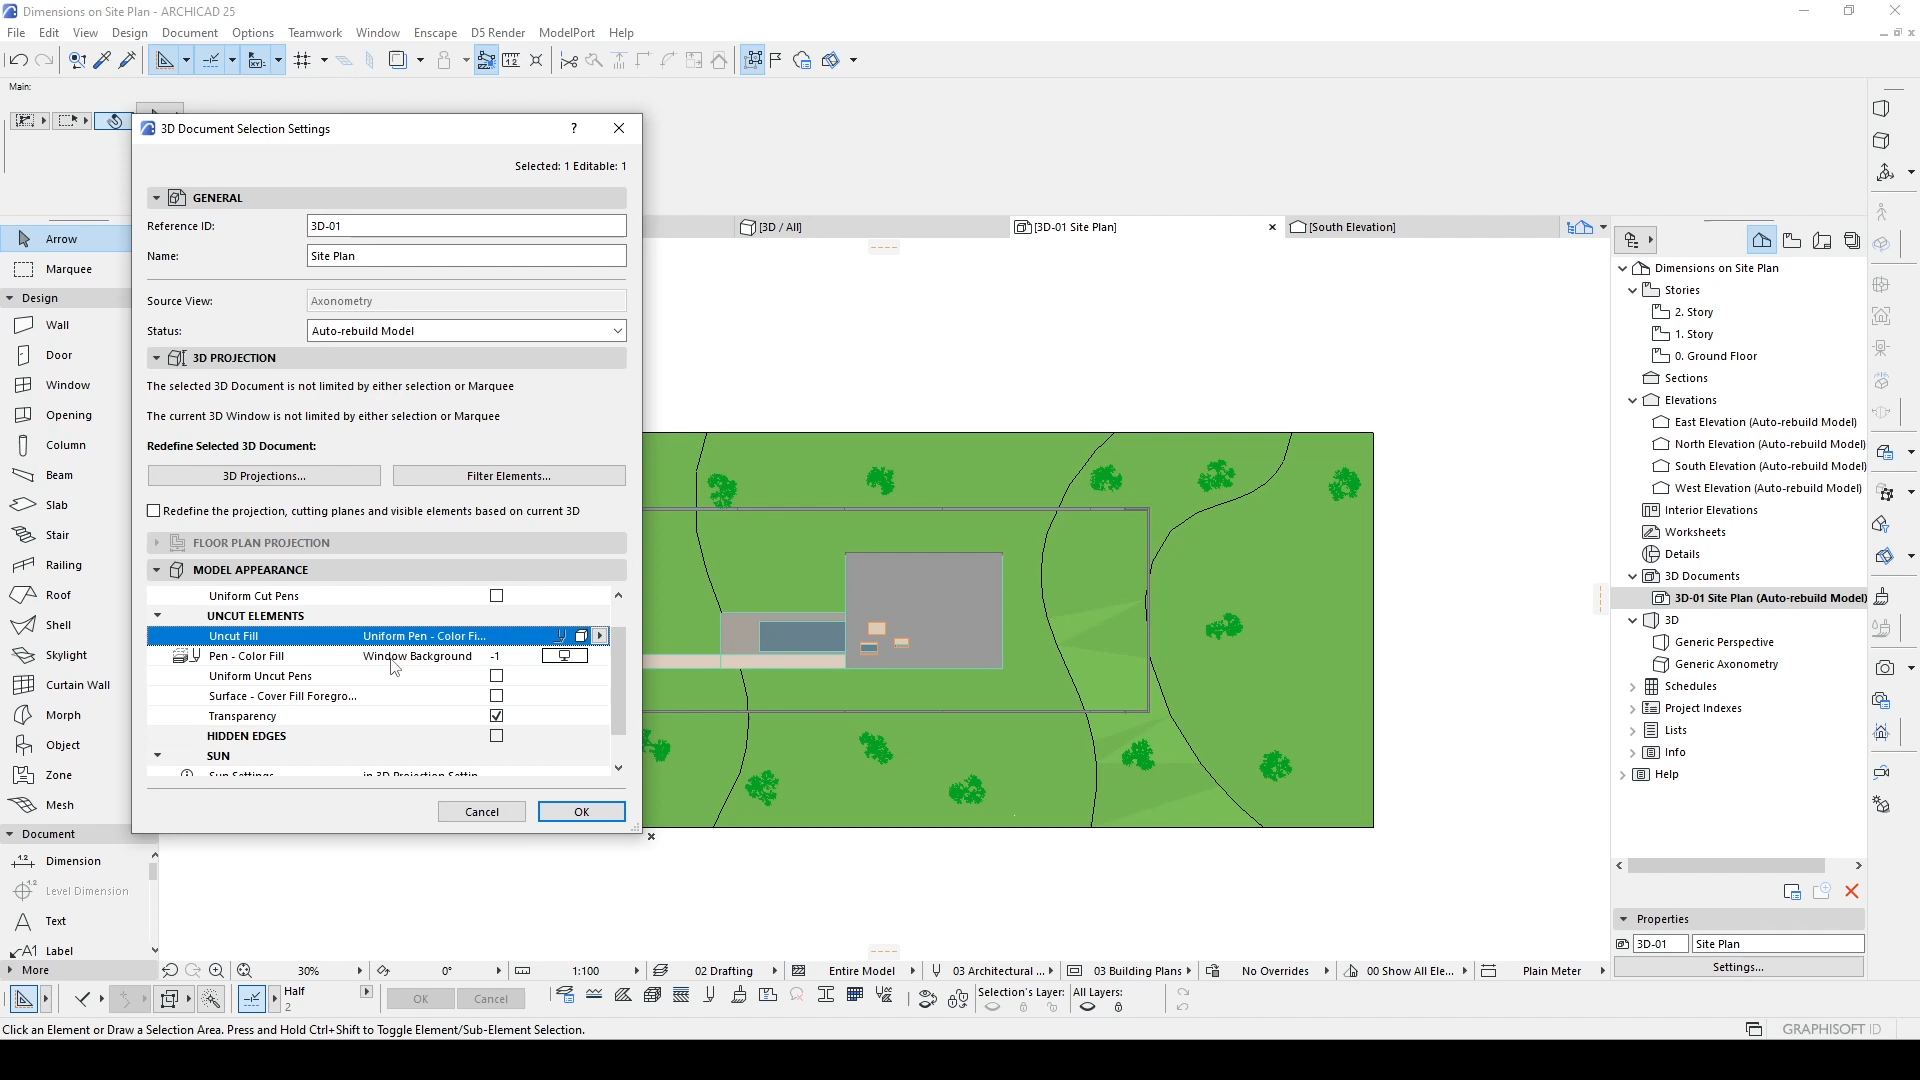 Dimensions on Site Plan - ARCHICAD 25
File Edit View Design Document Options Teamwork Window Enscape D5 Render ModelPort Help
Main:
3D Document Selection Settings ?
Selected: 1 Editable: 1
GENERAL
Reference ID: 3D-01
Name: Site Plan
Source View: Axonometry
Status: Auto-rebuild Model
3D PROJECTION
The selected 3D Document is not limited by either selection or Marquee
The current 3D Window is not limited by either selection or Marquee
Redefine Selected 3D Document:
3D Projections... Filter Elements...
Redefine the projection, cutting planes and visible elements based on current 3D
FLOOR PLAN PROJECTION
MODEL APPEARANCE
Uniform Cut Pens
UNCUT ELEMENTS
Uncut Fill Uniform Pen - Color Fi...
Pen - Color Fill Window Background -1
Uniform Uncut Pens
Surface - Cover Fill Foregro...
Transparency
HIDDEN EDGES
SUN
Sun Settings in 3D Projection Settin
Cancel OK
Arrow
Marquee
Design
Wall
Door
Window
Opening
Column
Beam
Slab
Stair
Railing
Roof
Shell
Skylight
Curtain Wall
Morph
Object
Zone
Mesh
Document
Dimension
Level Dimension
Text
Label
More
[3D / All] [3D-01 Site Plan] [South Elevation]
Dimensions on Site Plan
Stories
2. Story
1. Story
0. Ground Floor
Sections
Elevations
East Elevation (Auto-rebuild Model)
North Elevation (Auto-rebuild Model)
South Elevation (Auto-rebuild Model)
West Elevation (Auto-rebuild Model)
Interior Elevations
Worksheets
Details
3D Documents
3D-01 Site Plan (Auto-rebuild Model)
3D
Generic Perspective
Generic Axonometry
Schedules
Project Indexes
Lists
Info
Help
Properties
3D-01 Site Plan
Settings...
30% 0° 1:100 02 Drafting Entire Model 03 Architectural ... 03 Building Plans No Overrides 00 Show All Ele... Plain Meter
Half
2
OK Cancel
Selection's Layer: All Layers:
Click an Element or Draw a Selection Area. Press and Hold Ctrl+Shift to Toggle Element/Sub-Element Selection.
GRAPHISOFT ID